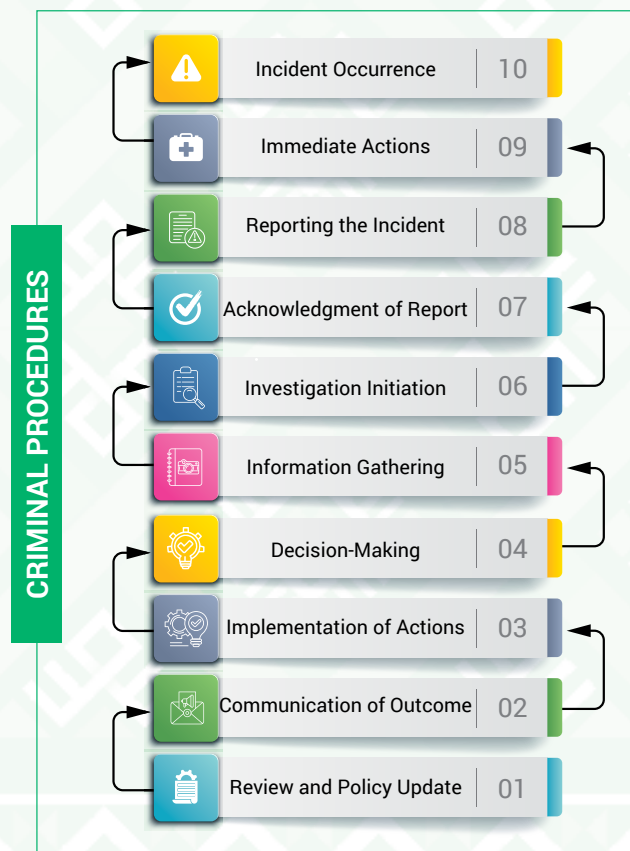 CRIMINAL PROCEDURES
Incident Occurrence 10
Immediate Actions 09
Reporting the Incident 08
Acknowledgment of Report 07
Investigation Initiation 06
Information Gathering 05
Decision-Making 04
Implementation of Actions 03
Communication of Outcome 02
Review and Policy Update 01